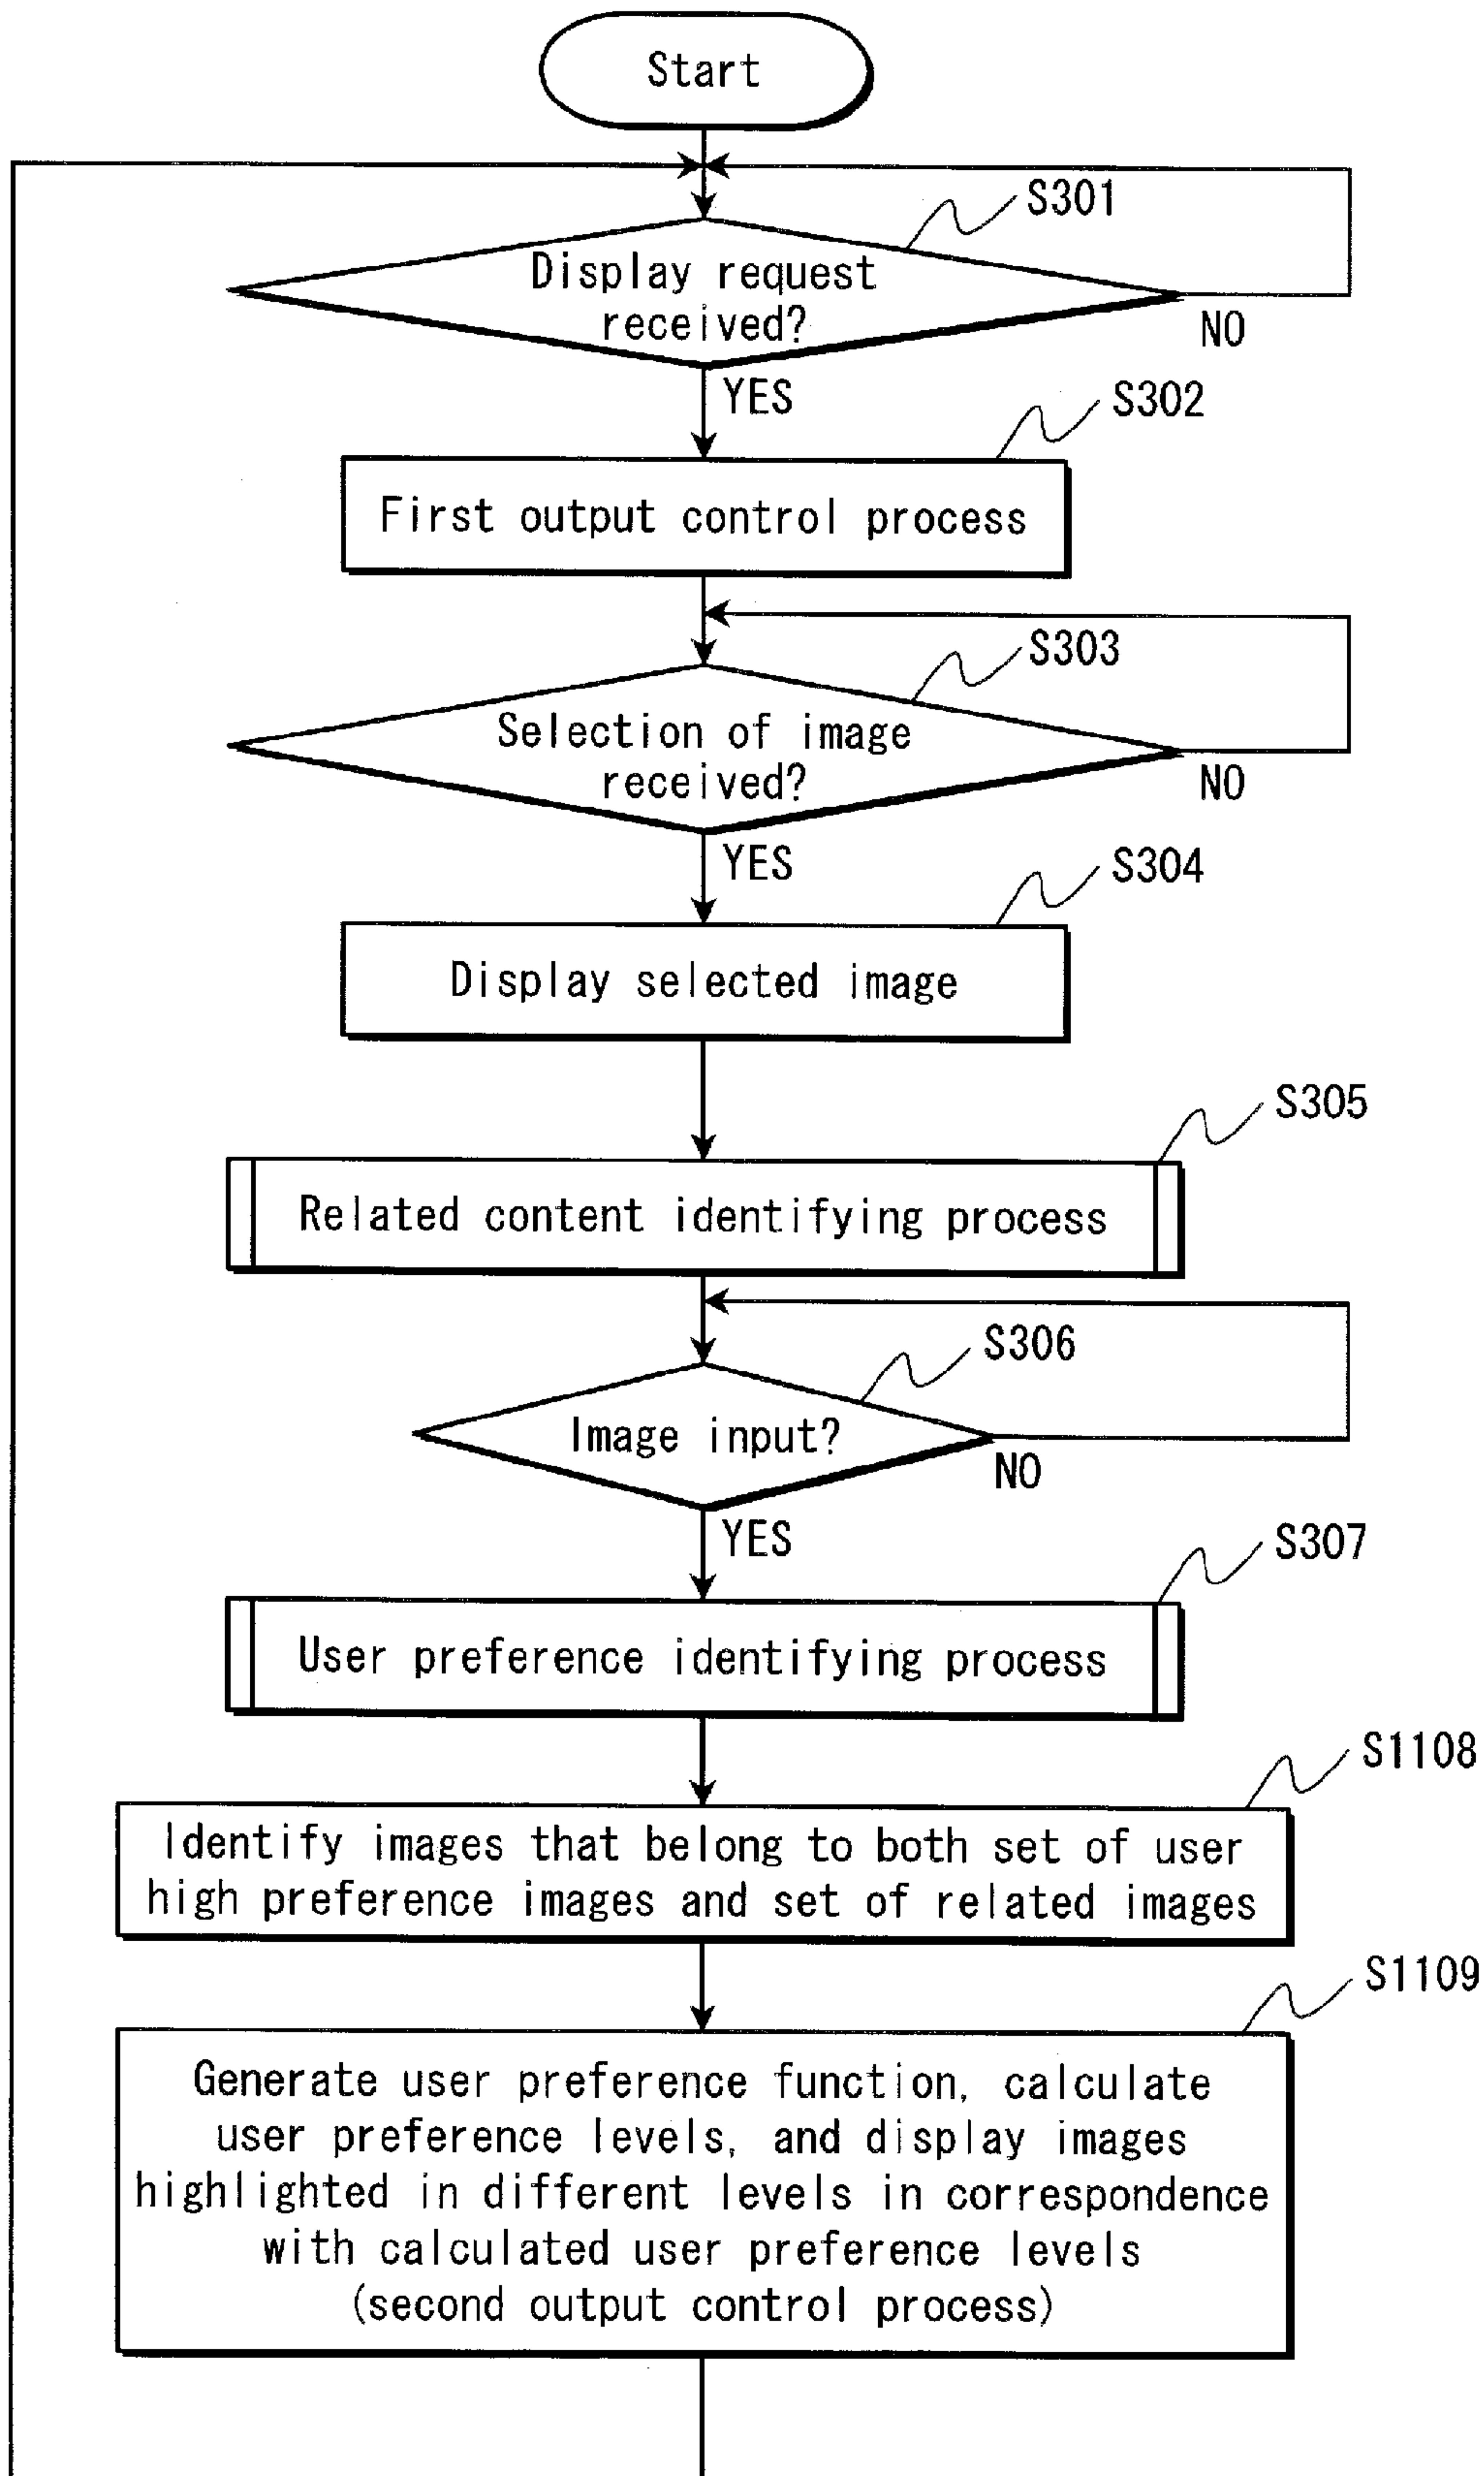 Start
S301
Display request
received?
NO
YES
S302
First output control process
S303
Selection of image
received?
NO
YES
S304
Display selected image
S305
Related content identifying process
S306
Image input?
NO
YES
S307
User preference identifying process
S1108
Identify images that belong to both set of user
high preference images and set of related images
S1109
Generate user preference function, calculate
user preference levels, and display images
highlighted in different levels in correspondence
with calculated user preference levels
(second output control process)